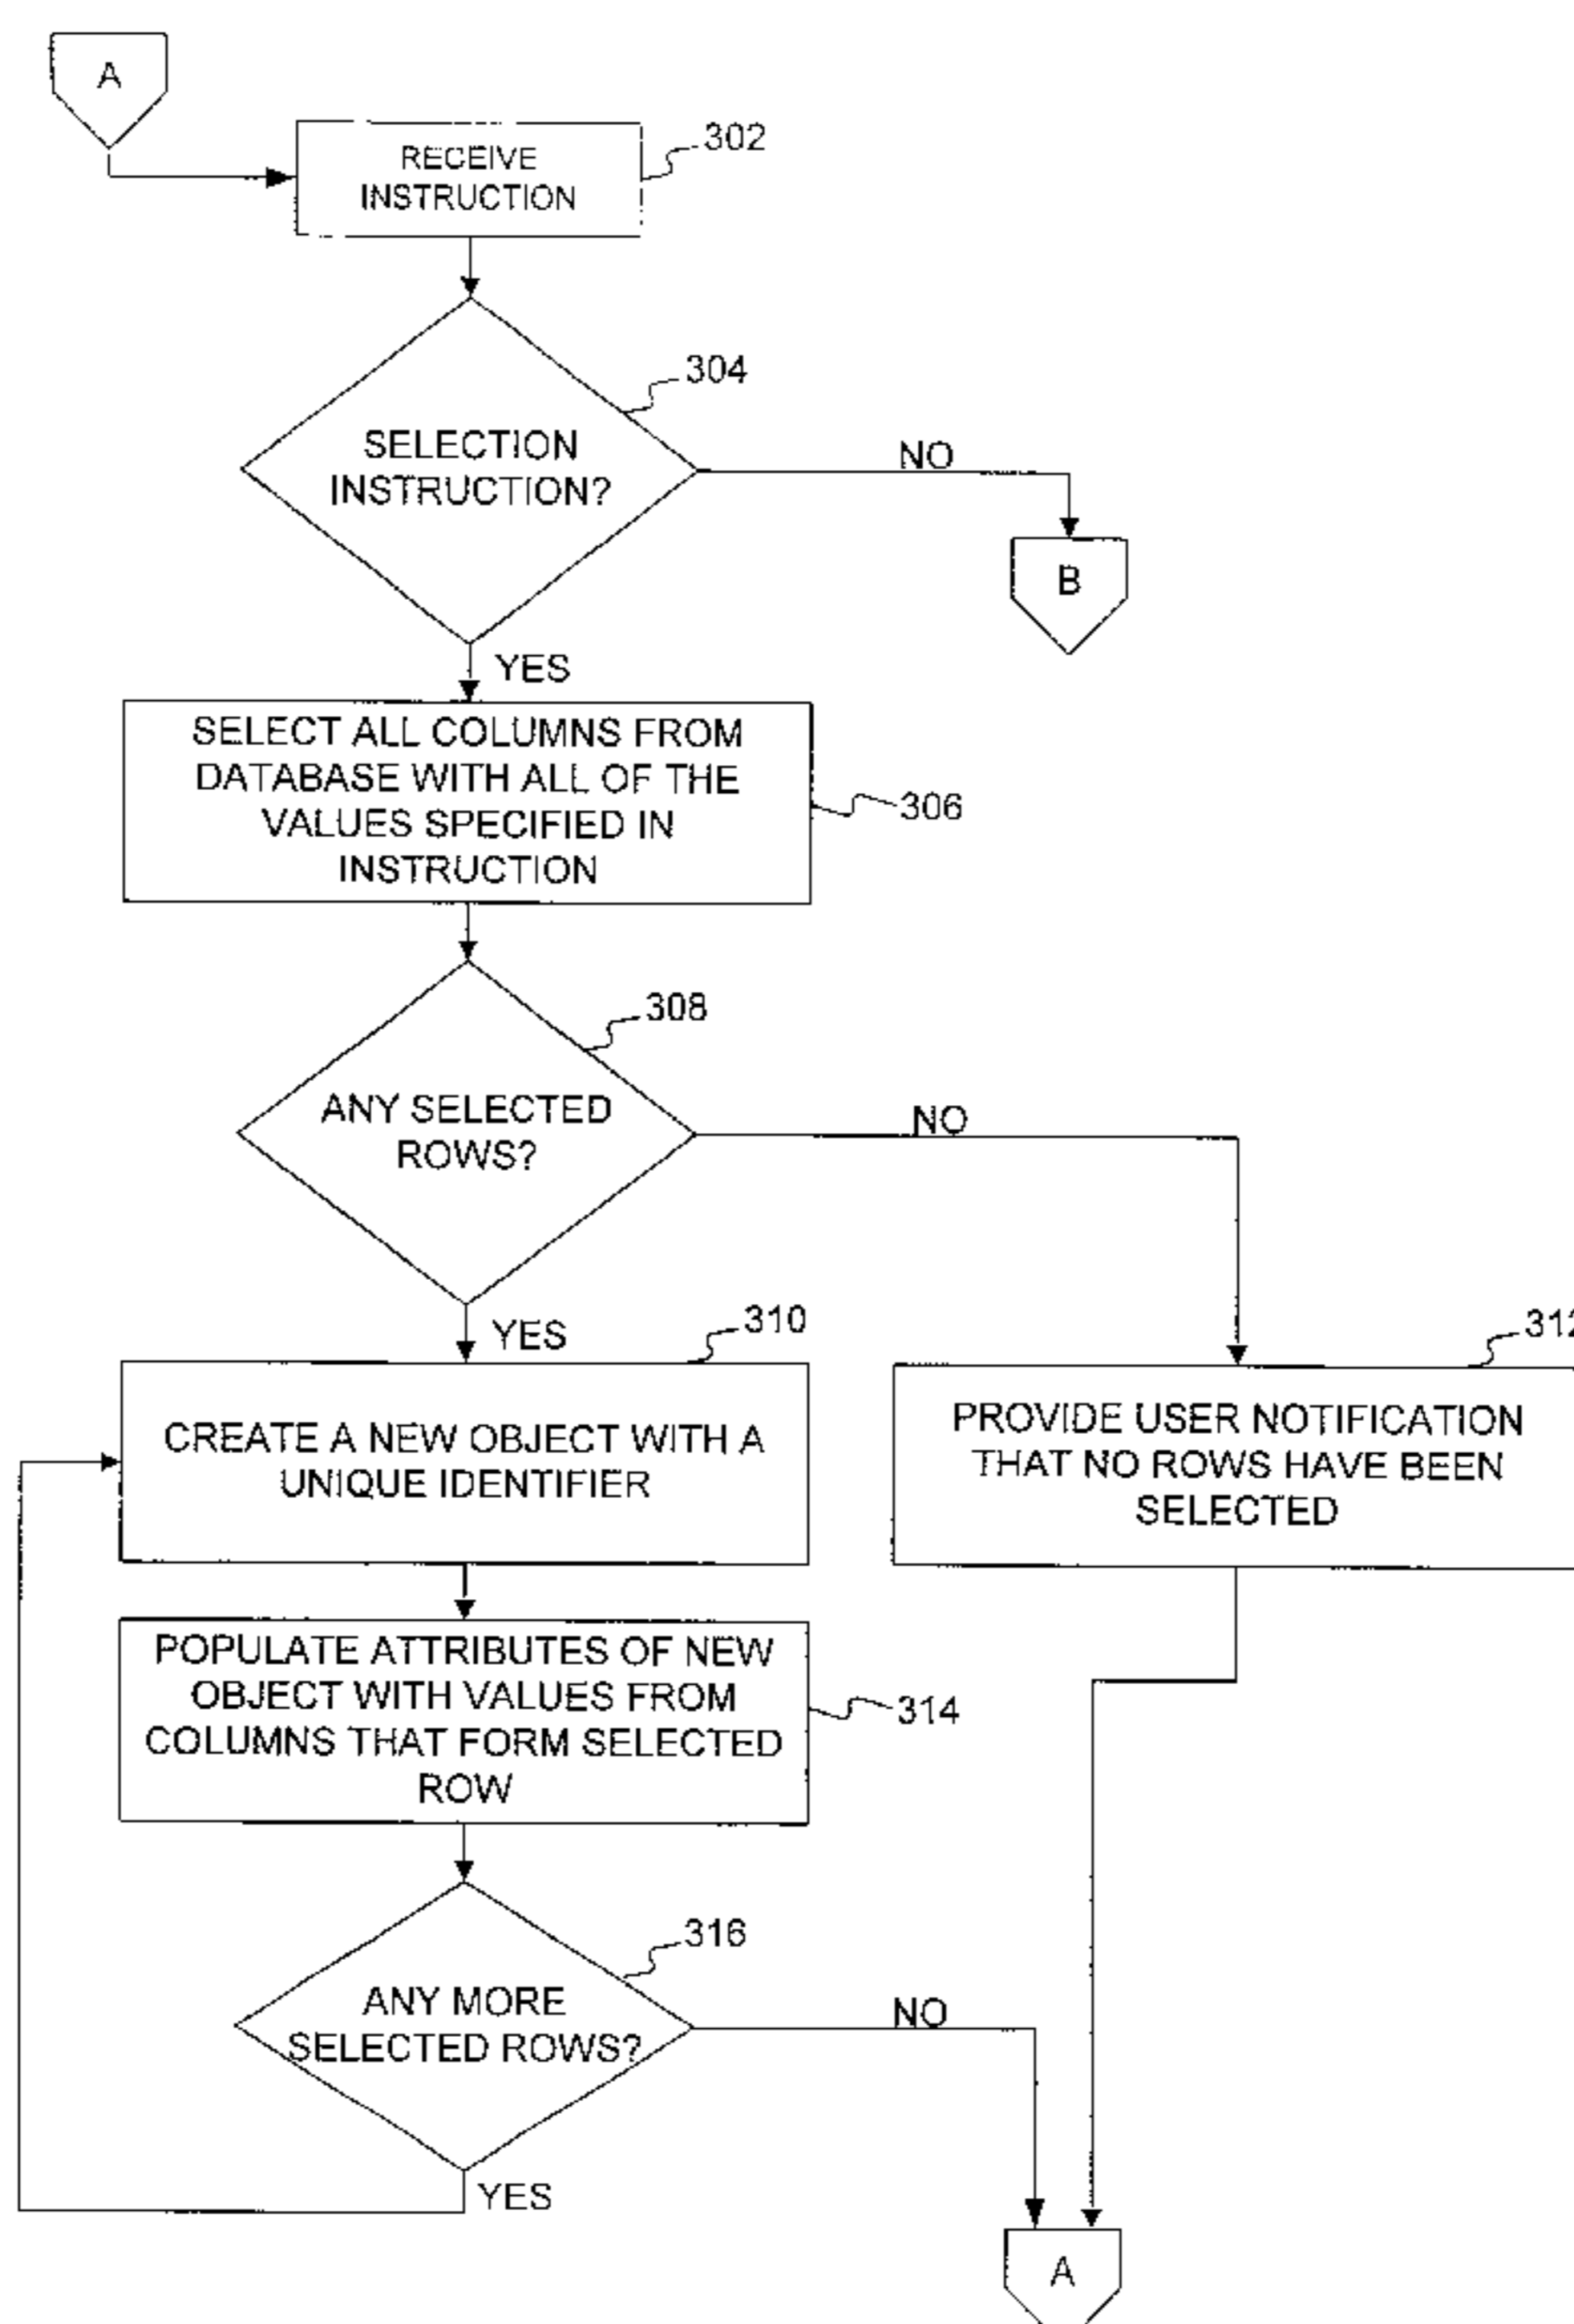 A
RECEIVE
INSTRUCTION
302
SELECTION
INSTRUCTION?
304
NO
B
YES
SELECT ALL COLUMNS FROM
DATABASE WITH ALL OF THE
VALUES SPECIFIED IN
INSTRUCTION
306
ANY SELECTED
ROWS?
308
NO
YES
310
CREATE A NEW OBJECT WITH A
UNIQUE IDENTIFIER
312
PROVIDE USER NOTIFICATION
THAT NO ROWS HAVE BEEN
SELECTED
POPULATE ATTRIBUTES OF NEW
OBJECT WITH VALUES FROM
COLUMNS THAT FORM SELECTED
ROW
314
ANY MORE
SELECTED ROWS?
316
NO
YES
A